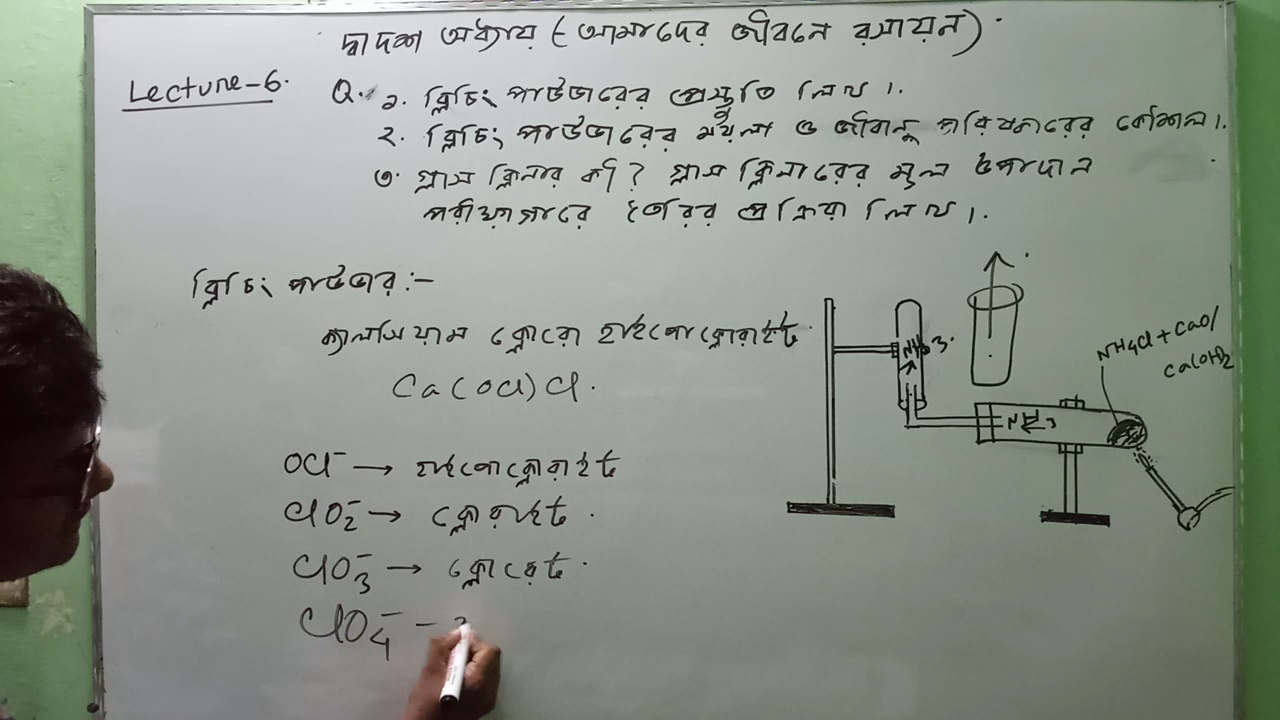 দ্বাদশ অধ্যায় (আমাদের জীবনে রসায়ন)
Lecture-6.
Q. ১. ব্লিচিং পাউডারের প্রস্তুতি লিখ।
২. ব্লিচিং পাউডারের ময়লা ও জীবানু পরিষ্কারের কৌশল।
৩. গ্লাস ক্লিনার কী? গ্লাস ক্লিনারের মূল উপাদান
পরীক্ষাগারে তৈরির প্রক্রিয়া লিখ।
ব্লিচিং পাউডার:-
ক্যালসিয়াম ক্লোরো হাইপোক্লোরাইট
Ca(OCl)Cl.
OCl⁻ → হাইপোক্লোরাইট
ClO₂⁻ → ক্লোরাইট
ClO₃⁻ → ক্লোরেট
ClO₄⁻ –
NH₃
NH₃
NH₄Cl + CaO/
Ca(OH)₂